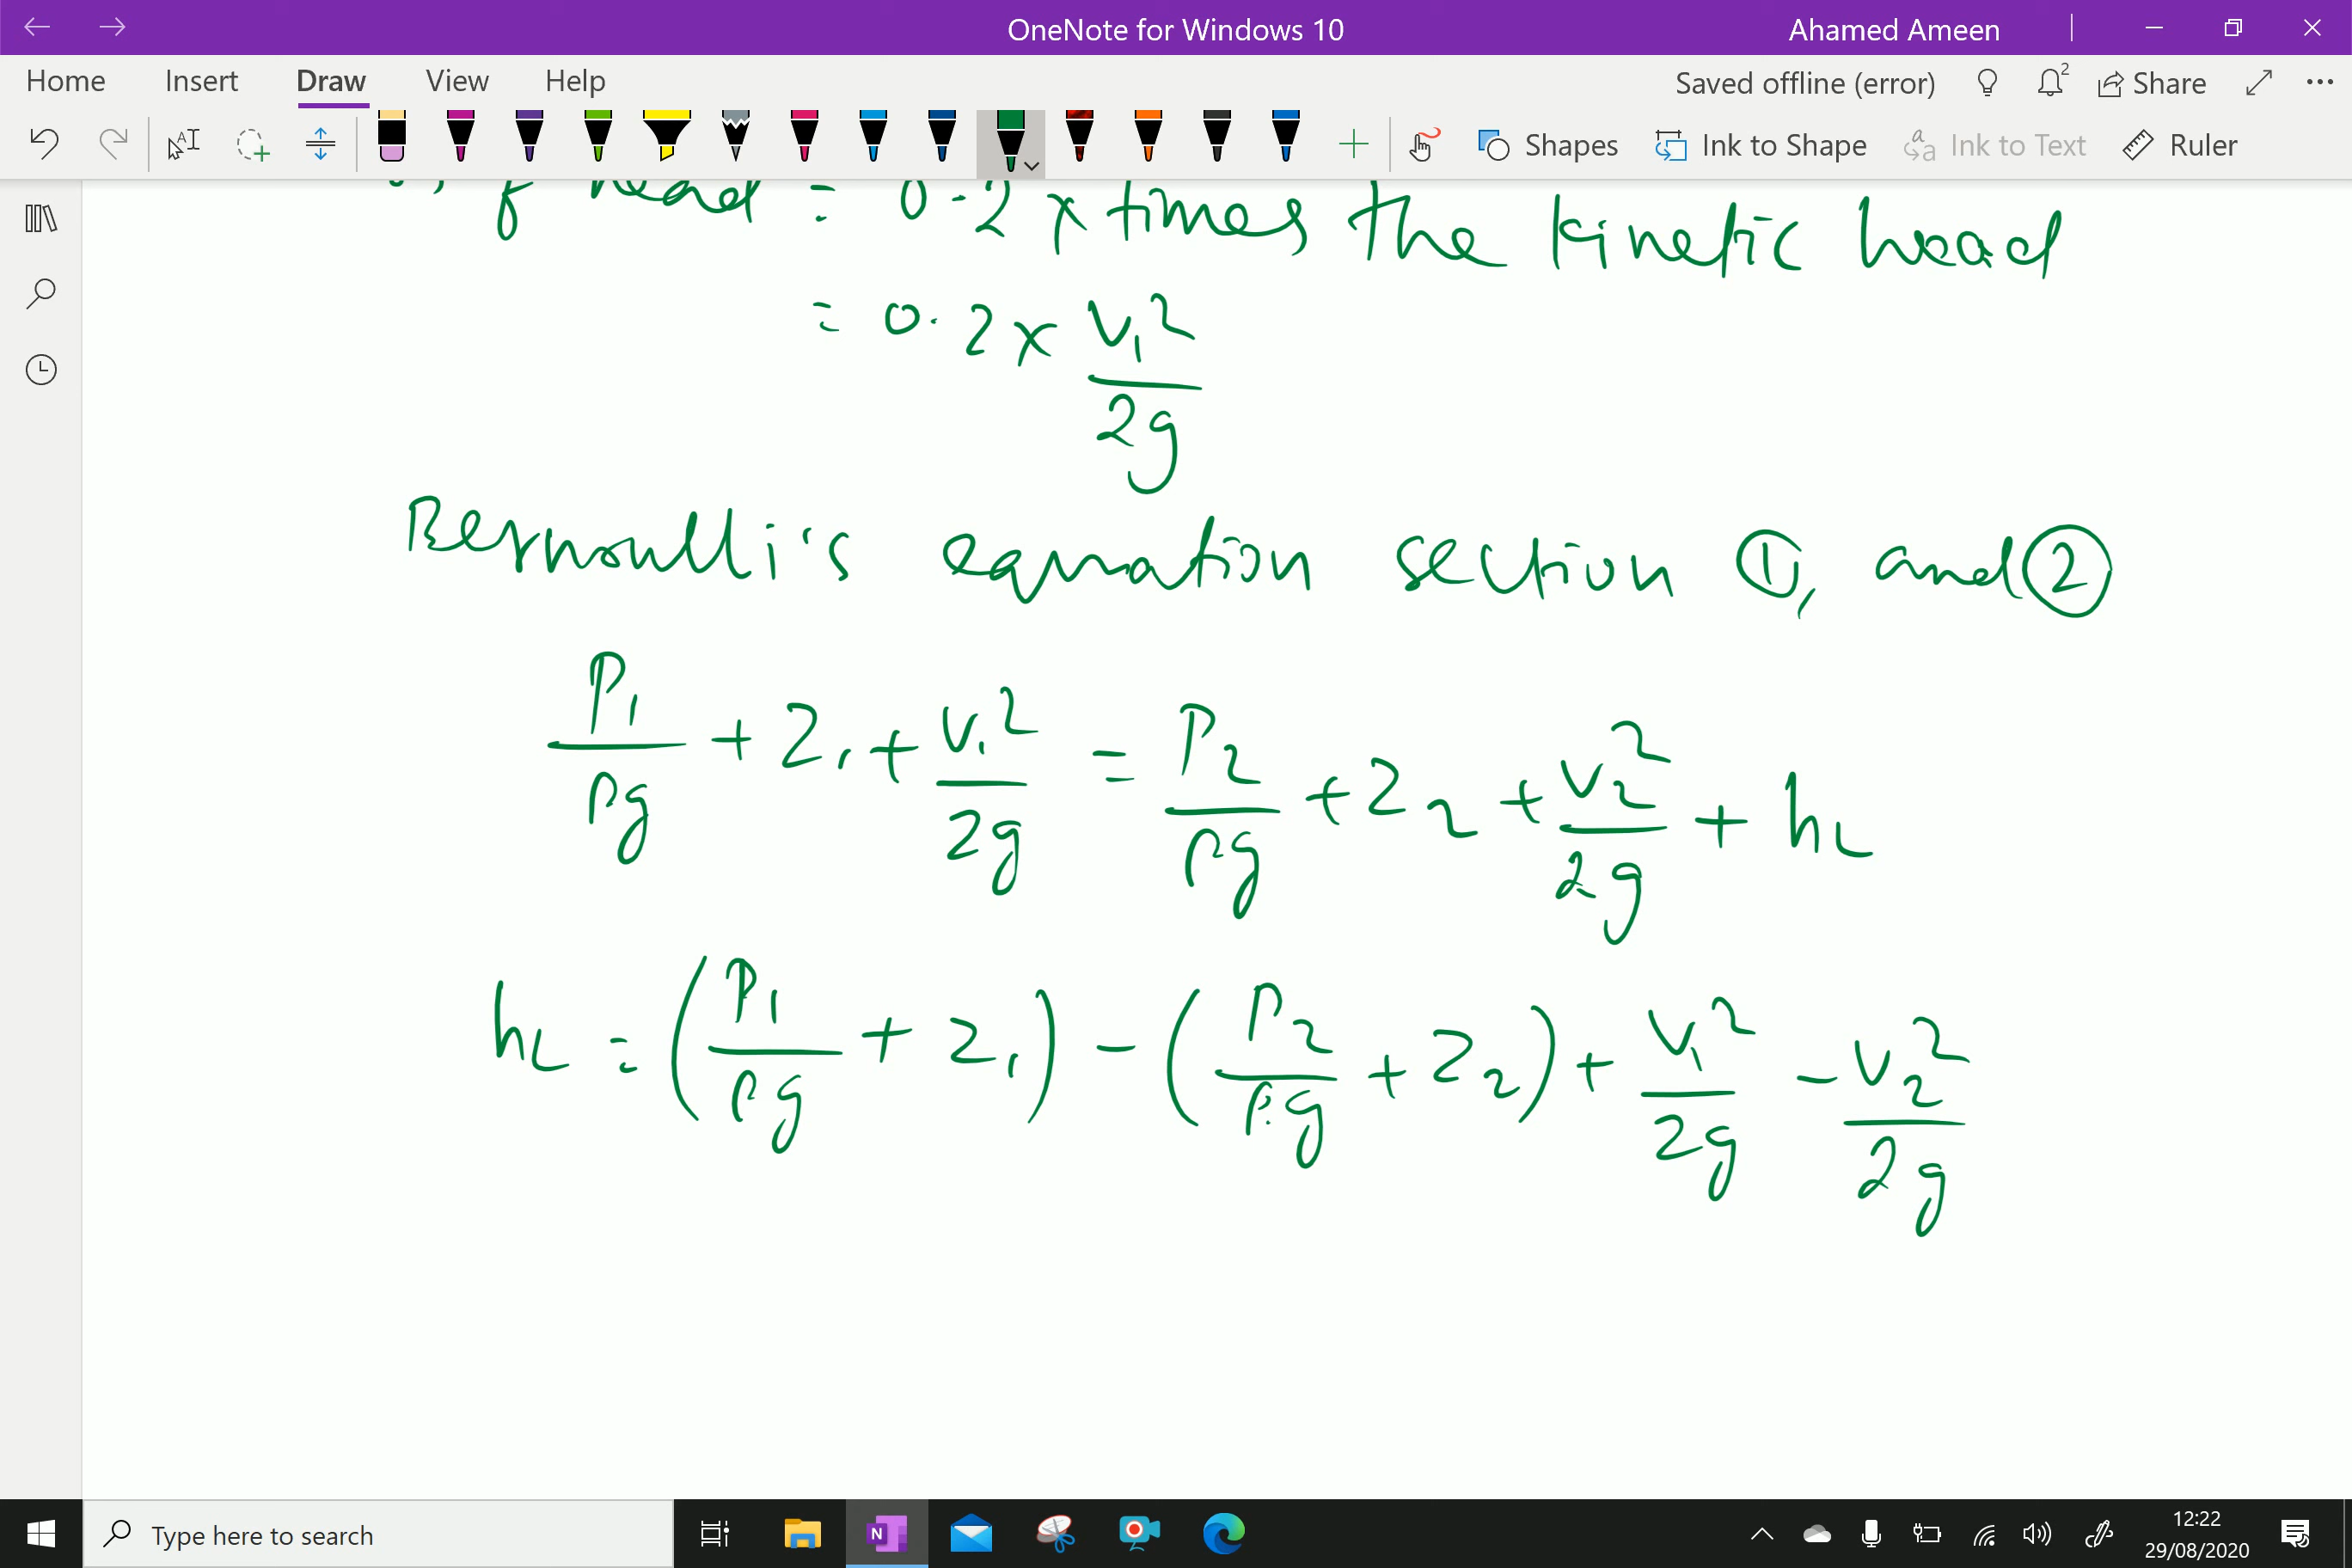 OneNote for Windows 10
Ahamed Ameen
Home Insert Draw View Help
Saved offline (error) 2 Share
Shapes Ink to Shape Ink to Text Ruler
of head = 0.2 x times the kinetic head
= 0.2 x V₁²/2g
Bernoulli's equation section ①, and ②
P₁/ρg + Z₁ + V₁²/2g = P₂/ρg + Z₂ + V₂²/2g + hL
hL = (P₁/ρg + Z₁) - (P₂/ρg + Z₂) + V₁²/2g - V₂²/2g
Type here to search
12:22
29/08/2020